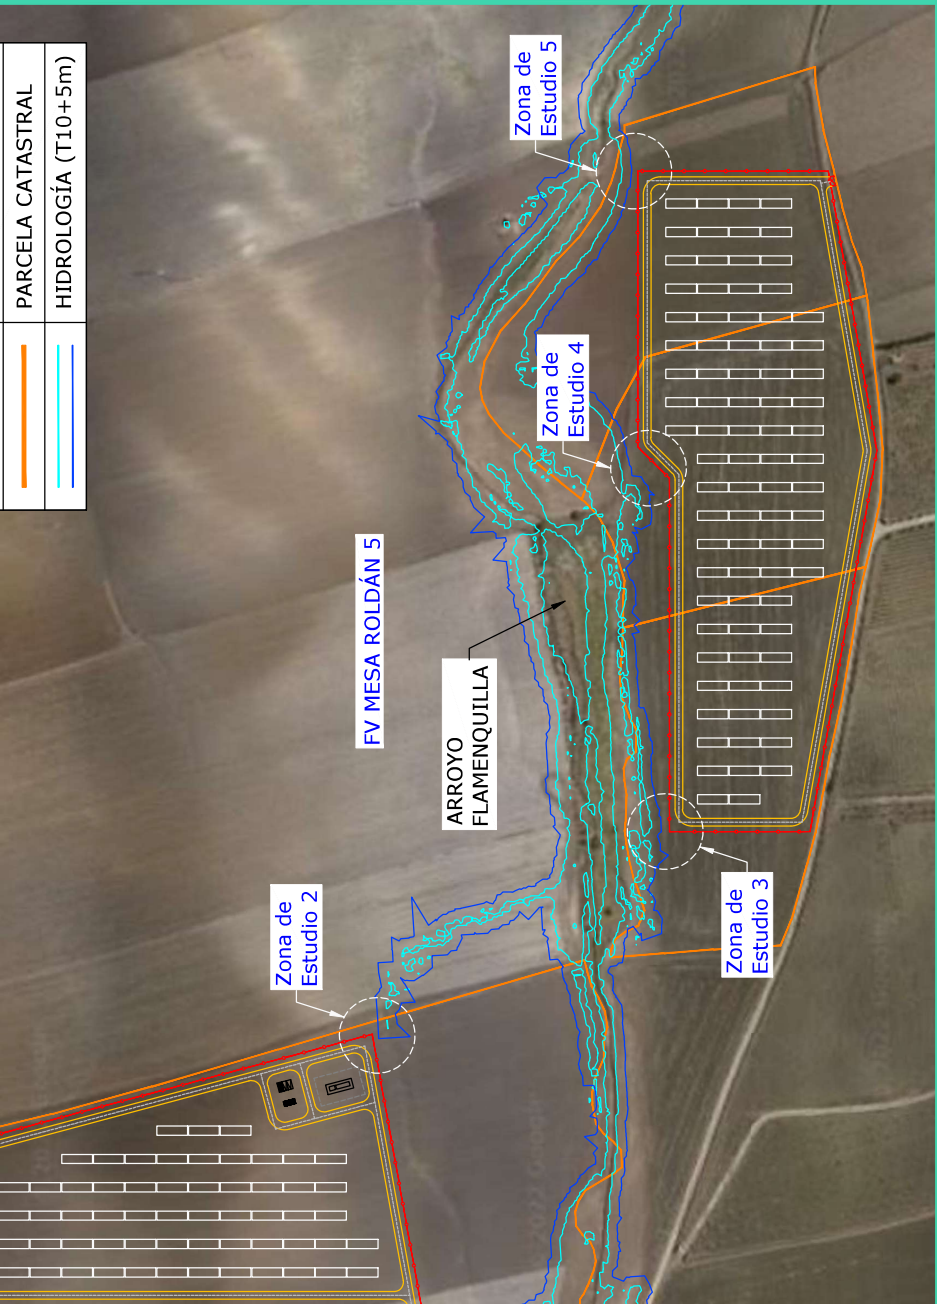 PARCELA CATASTRAL
HIDROLOGÍA (T10+5m)
Zona de
Estudio 5
Zona de
Estudio 4
FV MESA ROLDÁN 5
ARROYO
FLAMENQUILLA
Zona de
Estudio 2
Zona de
Estudio 3